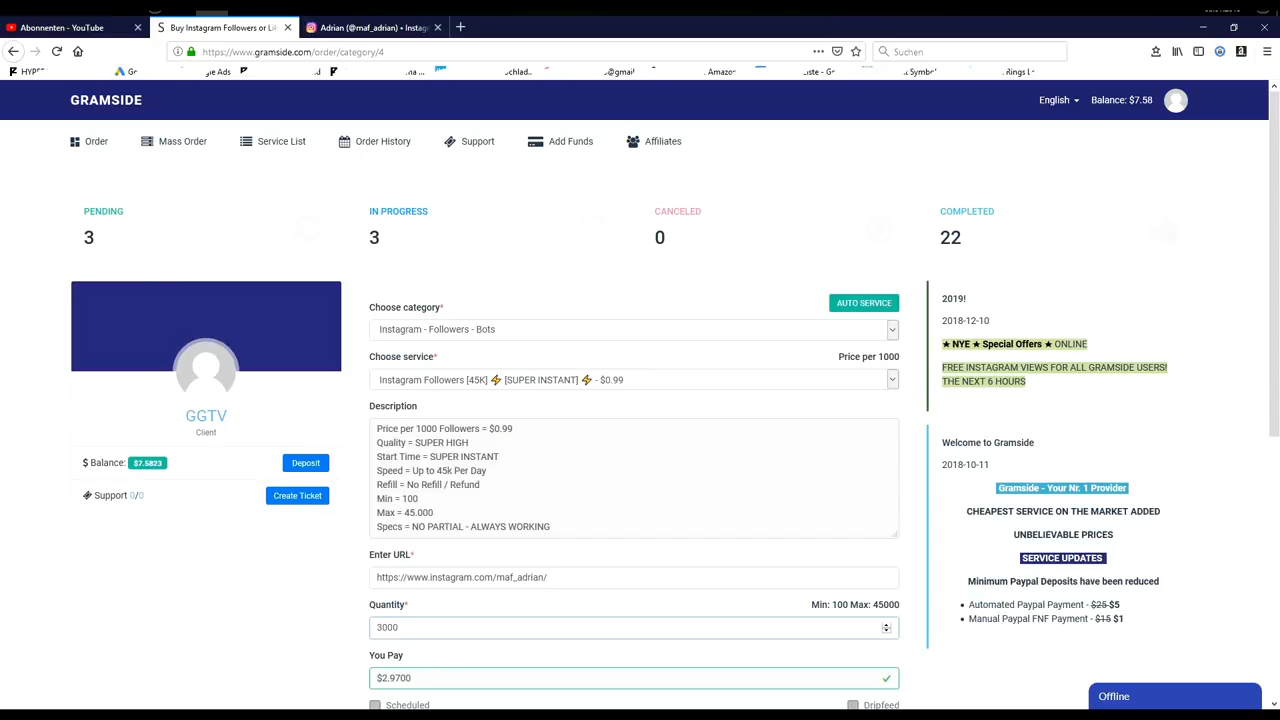 Abonnenten - YouTube
Buy Instagram Followers or Li
Adrian (@maf_adrian) • Instag
https://www.gramside.com/order/category/4
Suchen
gle Ads
@gmail
Amazon
Symbol
Rings L
GRAMSIDE
English
Balance: $7.58
Order
Mass Order
Service List
Order History
Support
Add Funds
Affiliates
PENDING
3
IN PROGRESS
3
CANCELED
0
COMPLETED
22
GGTV
Client
$ Balance: $7.5823
Deposit
Support 0/0
Create Ticket
Choose category*
AUTO SERVICE
Instagram - Followers - Bots
Choose service*
Price per 1000
Instagram Followers [45K] ⚡ [SUPER INSTANT] ⚡ - $0.99
Description
Price per 1000 Followers = $0.99
Quality = SUPER HIGH
Start Time = SUPER INSTANT
Speed = Up to 45k Per Day
Refill = No Refill / Refund
Min = 100
Max = 45.000
Specs = NO PARTIAL - ALWAYS WORKING
Enter URL*
https://www.instagram.com/maf_adrian/
Quantity*
Min: 100 Max: 45000
3000
You Pay
$2.9700
Scheduled
Dripfeed
2019!
2018-12-10
★ NYE ★ Special Offers ★ ONLINE
FREE INSTAGRAM VIEWS FOR ALL GRAMSIDE USERS!
THE NEXT 6 HOURS
Welcome to Gramside
2018-10-11
Gramside - Your Nr. 1 Provider
CHEAPEST SERVICE ON THE MARKET ADDED
UNBELIEVABLE PRICES
SERVICE UPDATES
Minimum Paypal Deposits have been reduced
• Automated Paypal Payment - $25 $5
• Manual Paypal FNF Payment - $15 $1
Offline